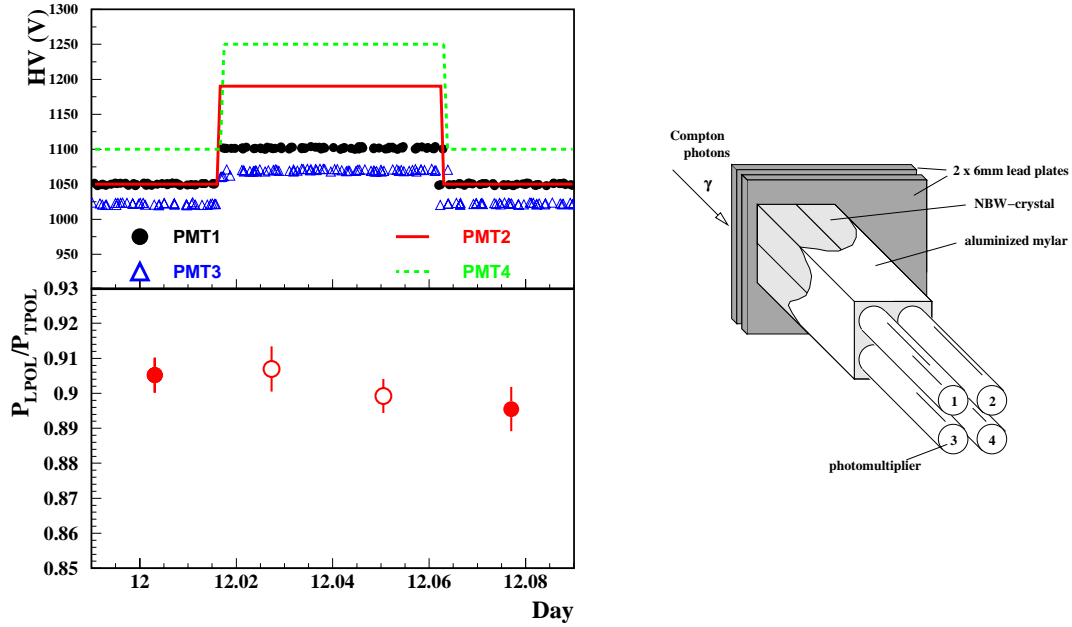 HV (V)
1300
1250
1200
1150
1100
1050
1000
950
PMT1
PMT2
PMT3
PMT4
P_LPOL/P_TPOL
0.93
0.92
0.91
0.9
0.89
0.88
0.87
0.86
0.85
12
12.02
12.04
12.06
12.08
Day
Compton
photons
γ
2 x 6mm lead plates
NBW−crystal
aluminized mylar
1
2
3
4
photomultiplier